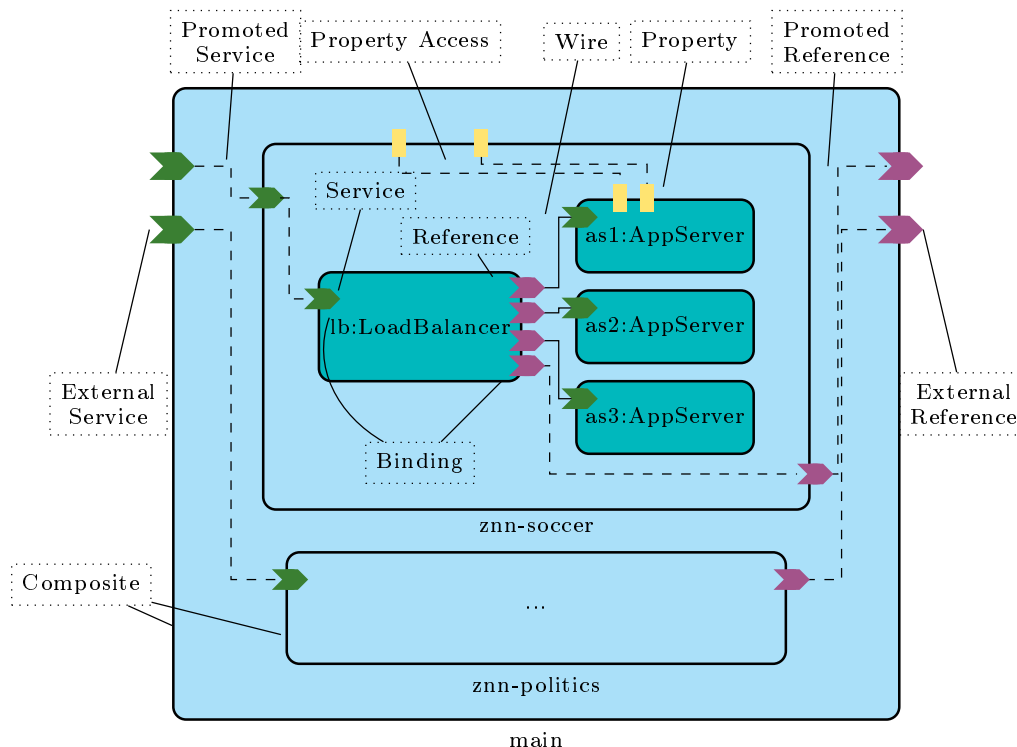 Promoted
Service
Property Access
Wire
Property
Promoted
Reference
Service
Reference
as1:AppServer
lb:LoadBalancer
as2:AppServer
External
Service
External
Reference
as3:AppServer
Binding
znn-soccer
Composite
...
znn-politics
main